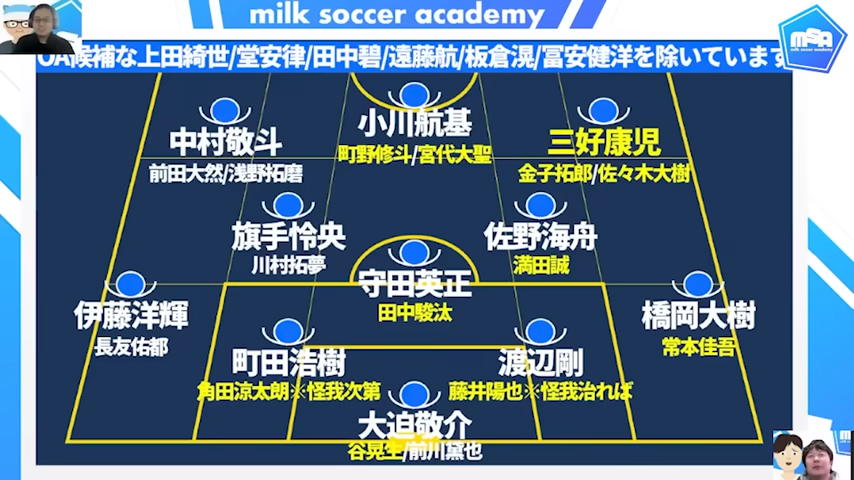 milk soccer academy
MSA
OA候補な上田綺世/堂安律/田中碧/遠藤航/板倉滉/冨安健洋を除いています
中村敬斗
前田大然/浅野拓磨
小川航基
町野修斗/宮代大聖
三好康児
金子拓郎/佐々木大樹
旗手怜央
川村拓夢
佐野海舟
満田誠
守田英正
田中駿汰
伊藤洋輝
長友佑都
橋岡大樹
常本佳吾
町田浩樹
角田涼太朗※怪我次第
渡辺剛
藤井陽也※怪我治れば
大迫敬介
谷晃生/前川黛也